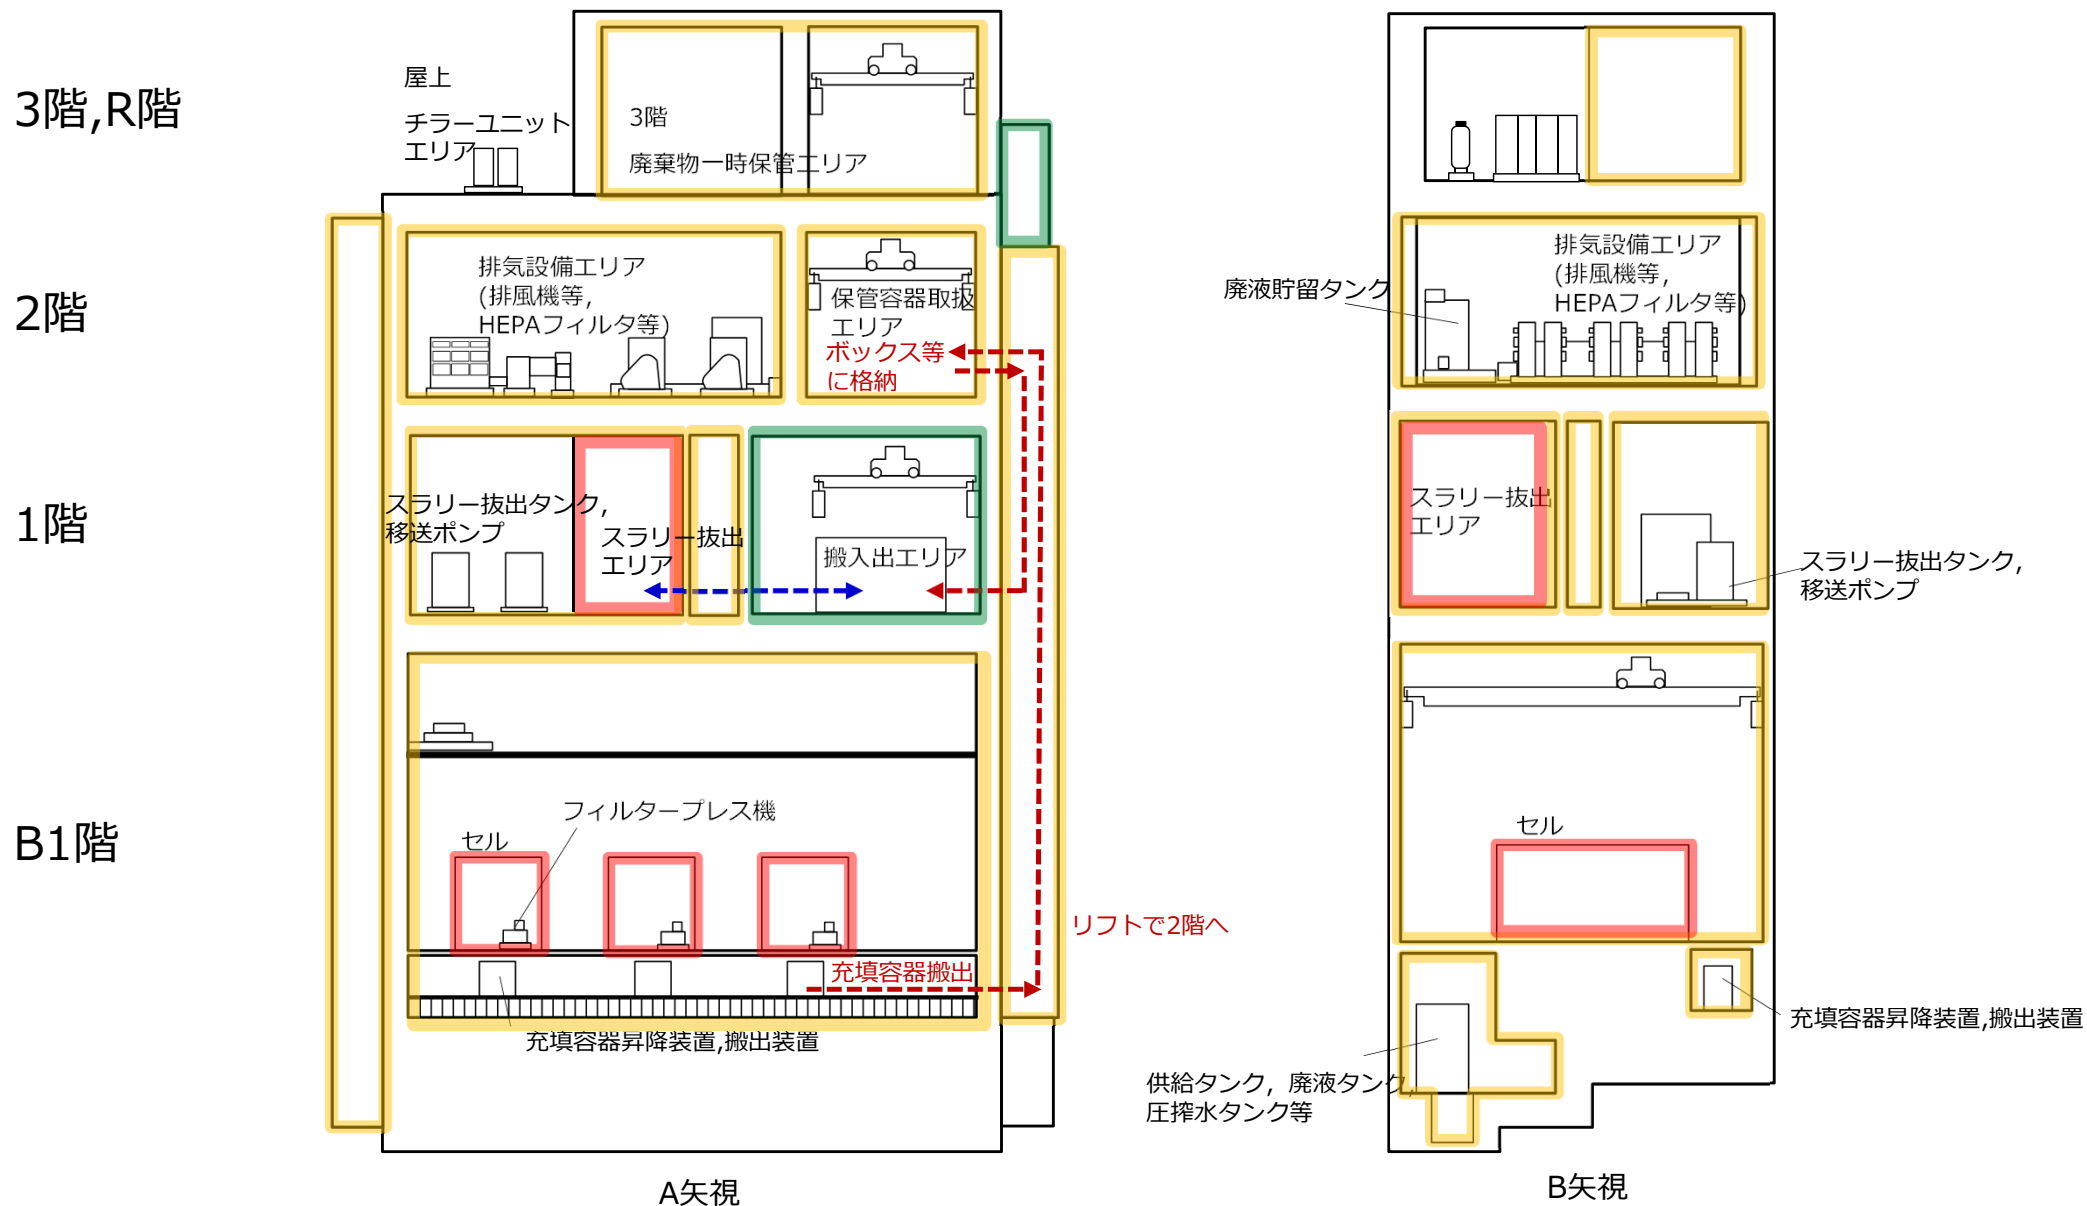 3階,R階
屋上
チラーユニット
エリア
3階
廃棄物一時保管エリア
2階
排気設備エリア
(排風機等,
HEPAフィルタ等)
保管容器取扱
エリア
ボックス等
に格納
1階
スラリー抜出タンク,
移送ポンプ
スラリー抜出
エリア
搬入出エリア
B1階
フィルタープレス機
セル
リフトで2階へ
充填容器搬出
充填容器昇降装置,搬出装置
A矢視
廃液貯留タンク
排気設備エリア
(排風機等,
HEPAフィルタ等)
スラリー抜出
エリア
スラリー抜出タンク,
移送ポンプ
セル
充填容器昇降装置,搬出装置
供給タンク, 廃液タンク,
圧搾水タンク等
B矢視